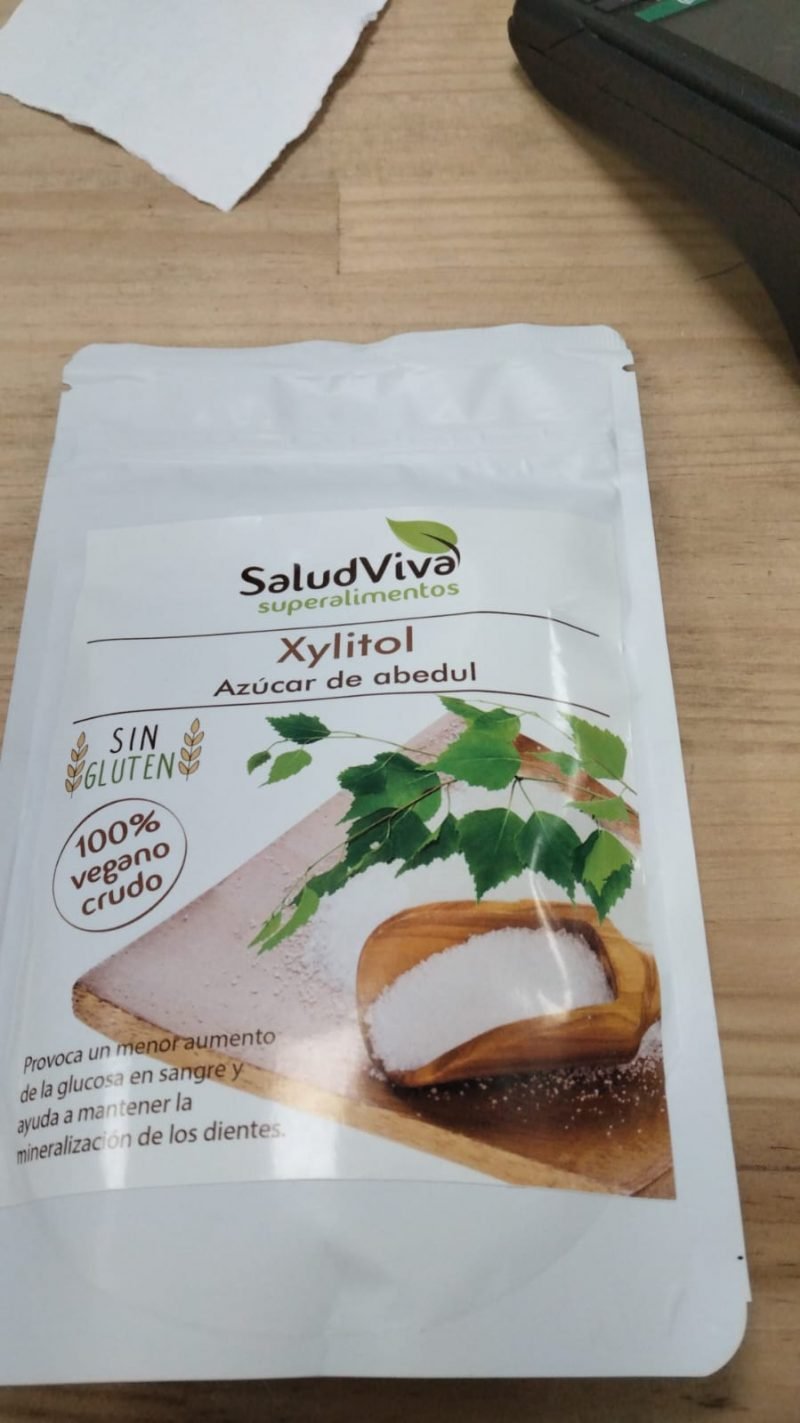 SaludViva
superalimentos
Xylitol
Azúcar de abedul
SIN
GLUTEN
100%
vegano
crudo
Provoca un menor aumento
de la glucosa en sangre y
ayuda a mantener la
mineralización de los dientes.